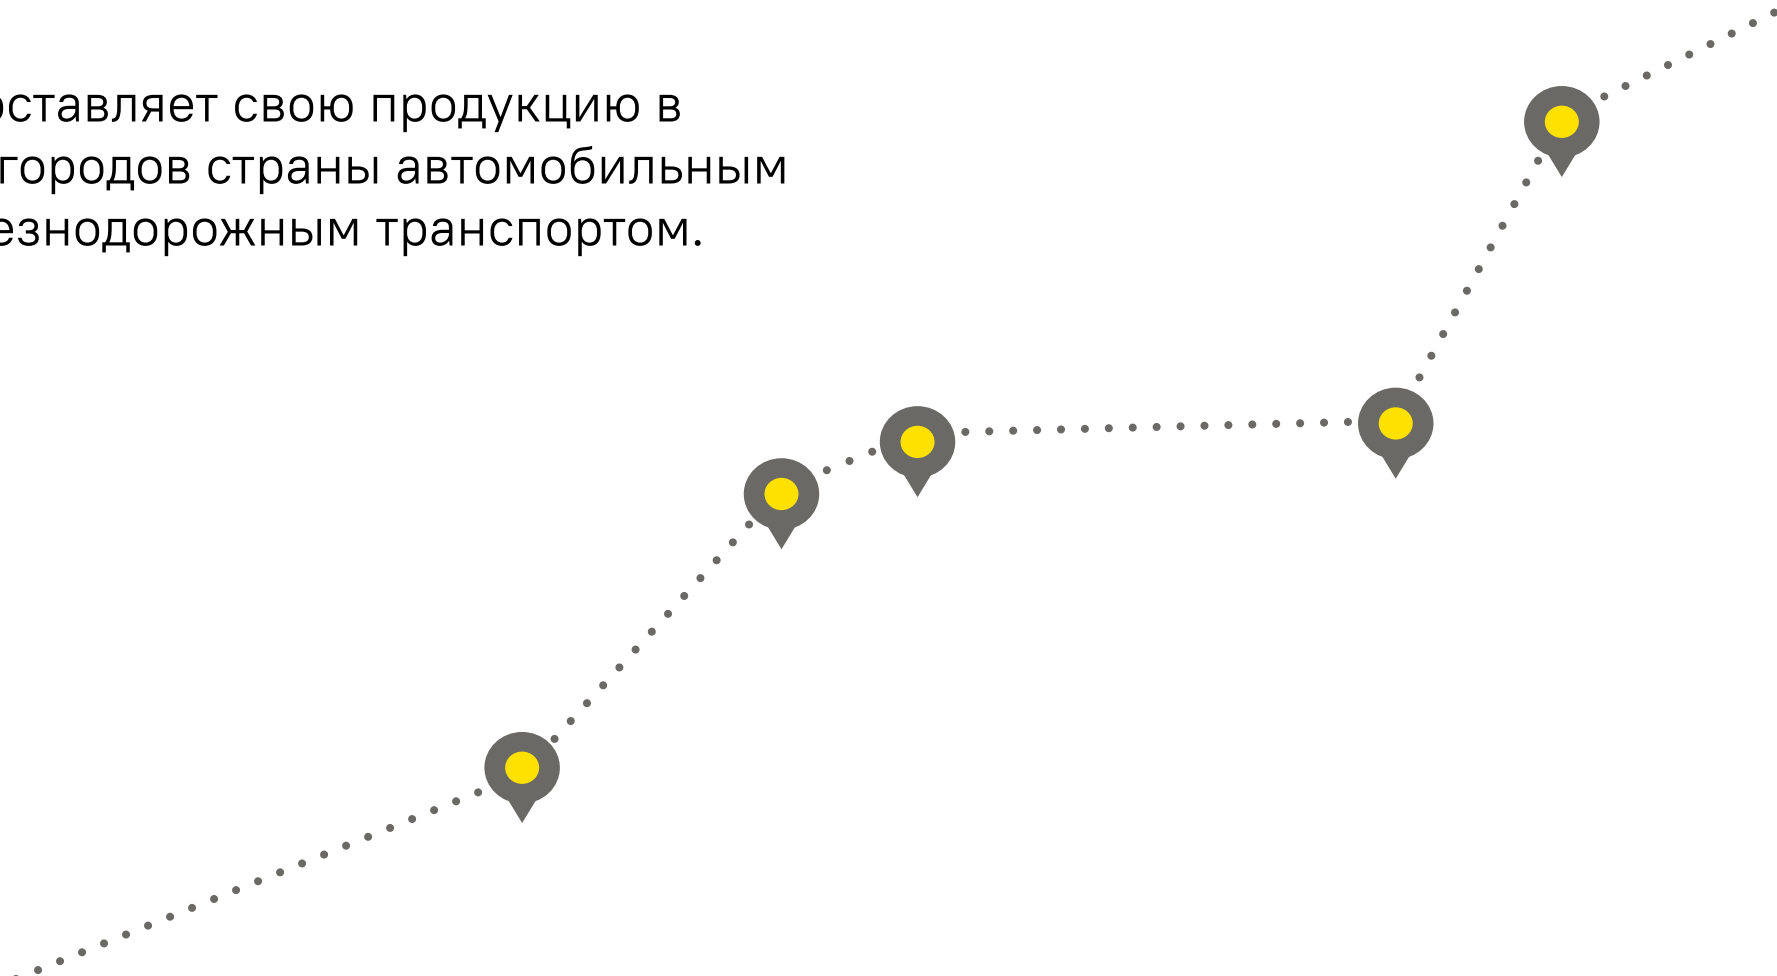 оставляет свою продукцию в
городов страны автомобильным
езнодорожным транспортом.